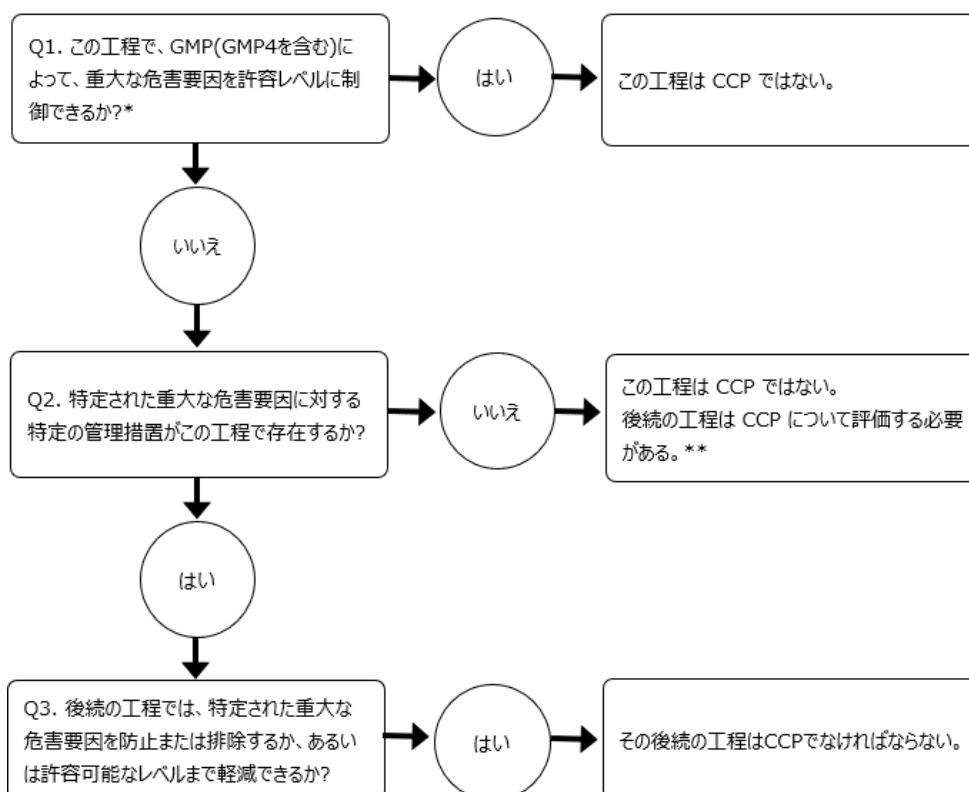 Q1. この工程で、GMP(GMP4を含む)に
よって、重大な危害要因を許容レベルに制
御できるか?*
はい
この工程は CCP ではない。
いいえ
Q2. 特定された重大な危害要因に対する
特定の管理措置がこの工程で存在するか?
いいえ
この工程は CCP ではない。
後続の工程は CCP について評価する必要
がある。**
はい
Q3. 後続の工程では、特定された重大な
危害要因を防止または排除するか、あるい
は許容可能なレベルまで軽減できるか?
はい
その後続の工程はCCPでなければならない。